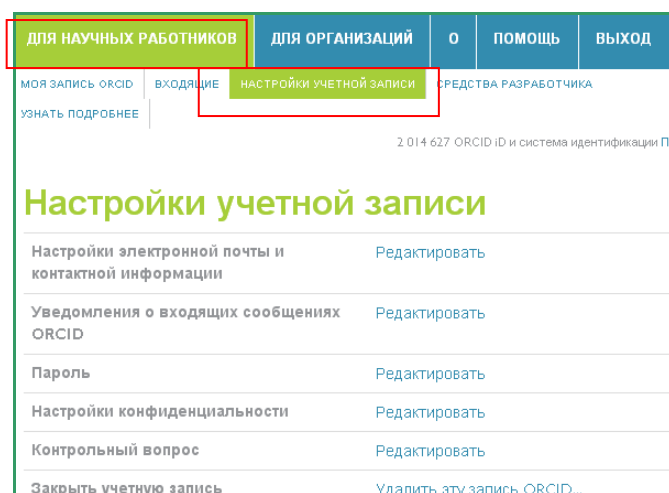 ДЛЯ НАУЧНЫХ РАБОТНИКОВ ДЛЯ ОРГАНИЗАЦИЙ О ПОМОЩЬ ВЫХОД
МОЯ ЗАПИСЬ ORCID ВХОДЯЩИЕ НАСТРОЙКИ УЧЕТНОЙ ЗАПИСИ СРЕДСТВА РАЗРАБОТЧИКА
УЗНАТЬ ПОДРОБНЕЕ
2 014 627 ORCID iD и система идентификации
Настройки учетной записи
Настройки электронной почты и Редактировать
контактной информации
Уведомления о входящих сообщениях Редактировать
ORCID
Пароль Редактировать
Настройки конфиденциальности Редактировать
Контрольный вопрос Редактировать
Закрыть учетную запись Удалить эту запись ORCID...